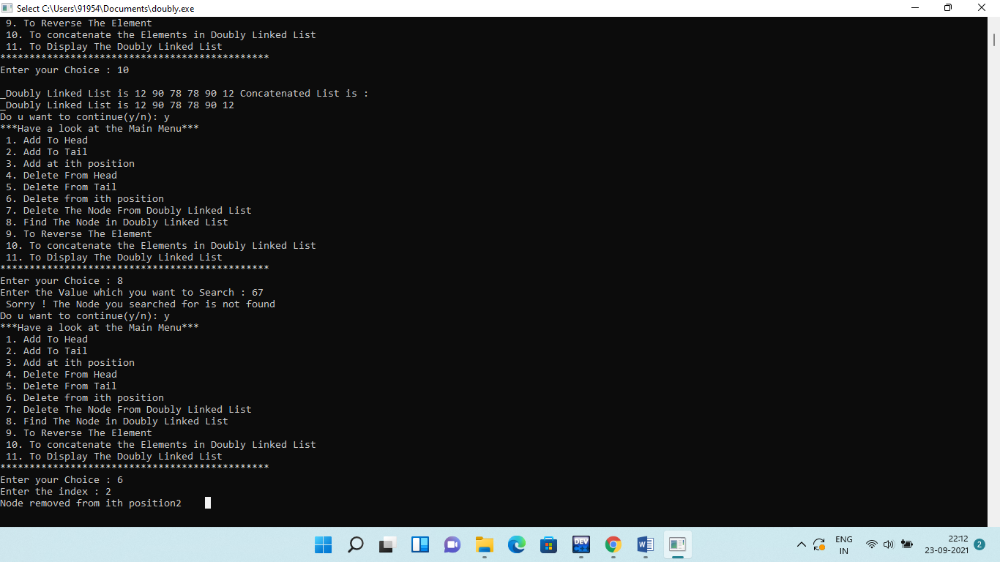 Select C:\Users\91954\Documents\doubly.exe
9. To Reverse The Element
10. To concatenate the Elements in Doubly Linked List
11. To Display The Doubly Linked List
**********************************************
Enter your Choice : 10
_Doubly Linked List is 12 90 78 78 90 12 Concatenated List is :
_Doubly Linked List is 12 90 78 78 90 12
Do u want to continue(y/n): y
***Have a look at the Main Menu***
1. Add To Head
2. Add To Tail
3. Add at ith position
4. Delete From Head
5. Delete From Tail
6. Delete from ith position
7. Delete The Node From Doubly Linked List
8. Find The Node in Doubly Linked List
9. To Reverse The Element
10. To concatenate the Elements in Doubly Linked List
11. To Display The Doubly Linked List
**********************************************
Enter your Choice : 8
Enter the Value which you want to Search : 67
Sorry ! The Node you searched for is not found
Do u want to continue(y/n): y
***Have a look at the Main Menu***
1. Add To Head
2. Add To Tail
3. Add at ith position
4. Delete From Head
5. Delete From Tail
6. Delete from ith position
7. Delete The Node From Doubly Linked List
8. Find The Node in Doubly Linked List
9. To Reverse The Element
10. To concatenate the Elements in Doubly Linked List
11. To Display The Doubly Linked List
**********************************************
Enter your Choice : 6
Enter the index : 2
Node removed from ith position2
DEV
W
ENG
IN
22:12
23-09-2021
2